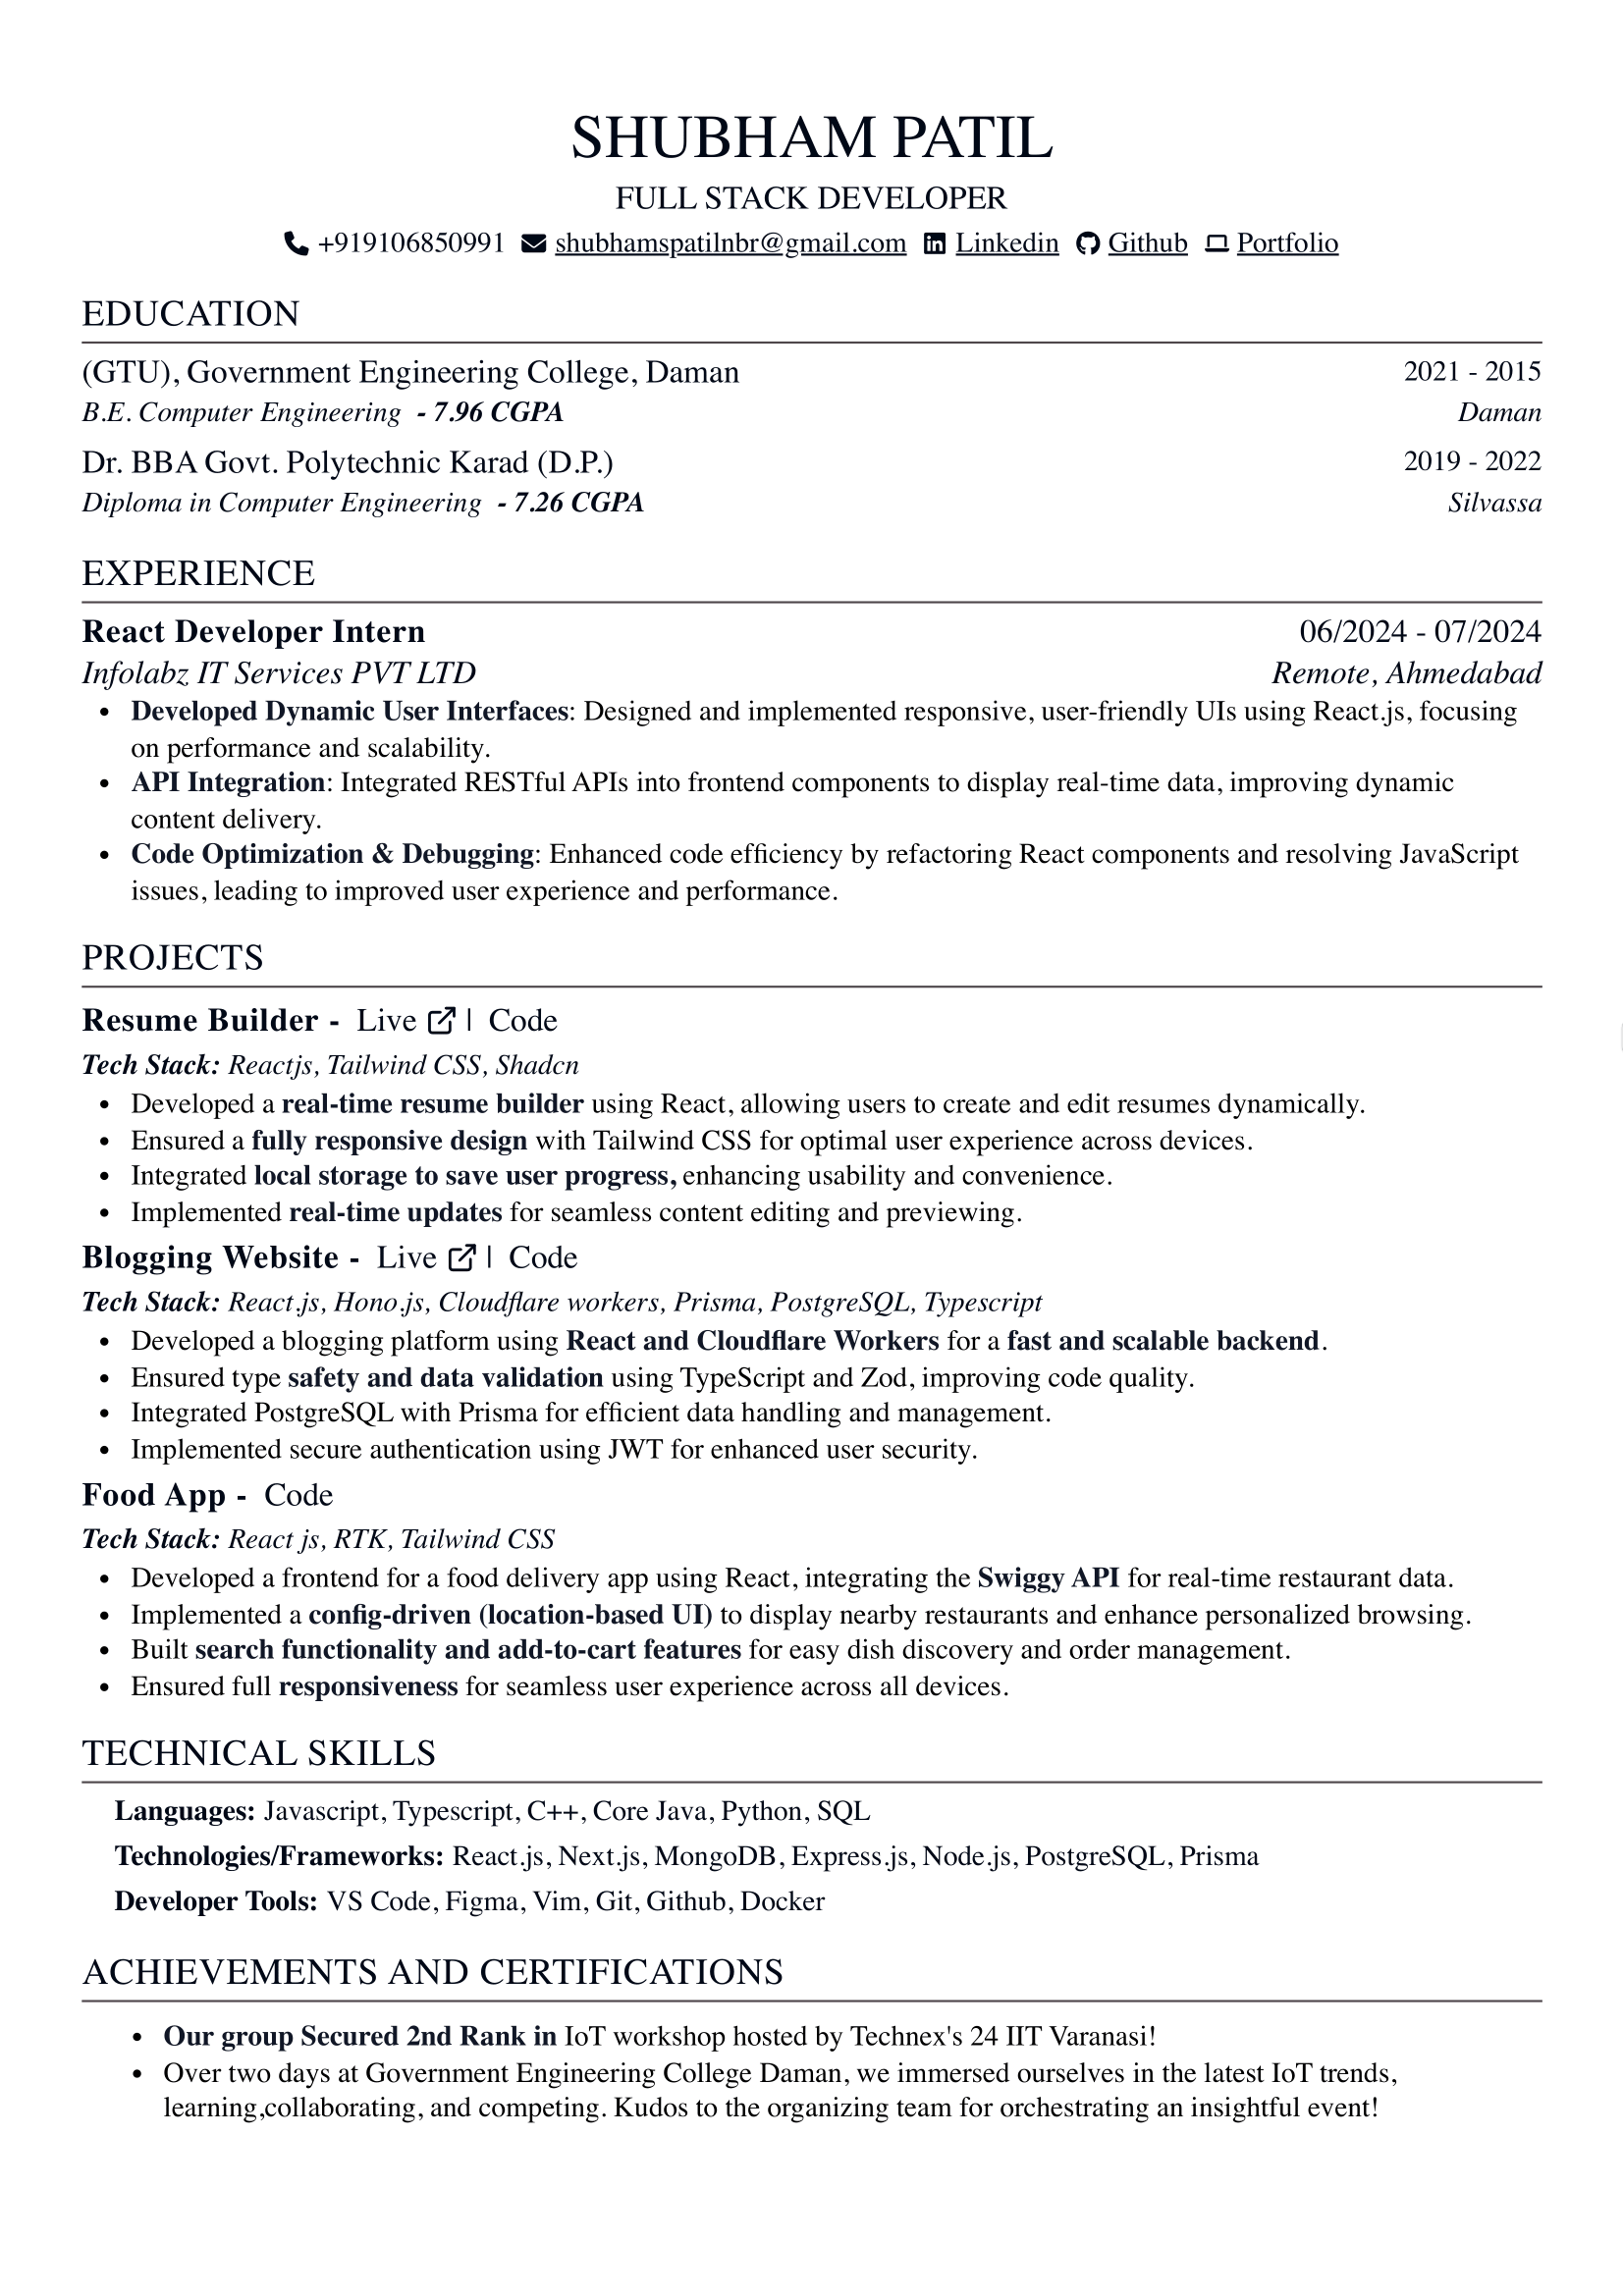 SHUBHAM PATIL
FULL STACK DEVELOPER
+919106850991 shubhamspatilnbr@gmail.com Linkedin Github Portfolio
EDUCATION
(GTU), Government Engineering College, Daman 2021 - 2015
B.E. Computer Engineering - 7.96 CGPA Daman
Dr. BBA Govt. Polytechnic Karad (D.P.) 2019 - 2022
Diploma in Computer Engineering - 7.26 CGPA Silvassa
EXPERIENCE
React Developer Intern 06/2024 - 07/2024
Infolabz IT Services PVT LTD Remote, Ahmedabad
• Developed Dynamic User Interfaces: Designed and implemented responsive, user-friendly UIs using React.js, focusing
on performance and scalability.
• API Integration: Integrated RESTful APIs into frontend components to display real-time data, improving dynamic
content delivery.
• Code Optimization & Debugging: Enhanced code efficiency by refactoring React components and resolving JavaScript
issues, leading to improved user experience and performance.
PROJECTS
Resume Builder - Live | Code
Tech Stack: Reactjs, Tailwind CSS, Shadcn
• Developed a real-time resume builder using React, allowing users to create and edit resumes dynamically.
• Ensured a fully responsive design with Tailwind CSS for optimal user experience across devices.
• Integrated local storage to save user progress, enhancing usability and convenience.
• Implemented real-time updates for seamless content editing and previewing.
Blogging Website - Live | Code
Tech Stack: React.js, Hono.js, Cloudflare workers, Prisma, PostgreSQL, Typescript
• Developed a blogging platform using React and Cloudflare Workers for a fast and scalable backend.
• Ensured type safety and data validation using TypeScript and Zod, improving code quality.
• Integrated PostgreSQL with Prisma for efficient data handling and management.
• Implemented secure authentication using JWT for enhanced user security.
Food App - Code
Tech Stack: React js, RTK, Tailwind CSS
• Developed a frontend for a food delivery app using React, integrating the Swiggy API for real-time restaurant data.
• Implemented a config-driven (location-based UI) to display nearby restaurants and enhance personalized browsing.
• Built search functionality and add-to-cart features for easy dish discovery and order management.
• Ensured full responsiveness for seamless user experience across all devices.
TECHNICAL SKILLS
Languages: Javascript, Typescript, C++, Core Java, Python, SQL
Technologies/Frameworks: React.js, Next.js, MongoDB, Express.js, Node.js, PostgreSQL, Prisma
Developer Tools: VS Code, Figma, Vim, Git, Github, Docker
ACHIEVEMENTS AND CERTIFICATIONS
• Our group Secured 2nd Rank in IoT workshop hosted by Technex's 24 IIT Varanasi!
• Over two days at Government Engineering College Daman, we immersed ourselves in the latest IoT trends,
learning,collaborating, and competing. Kudos to the organizing team for orchestrating an insightful event!